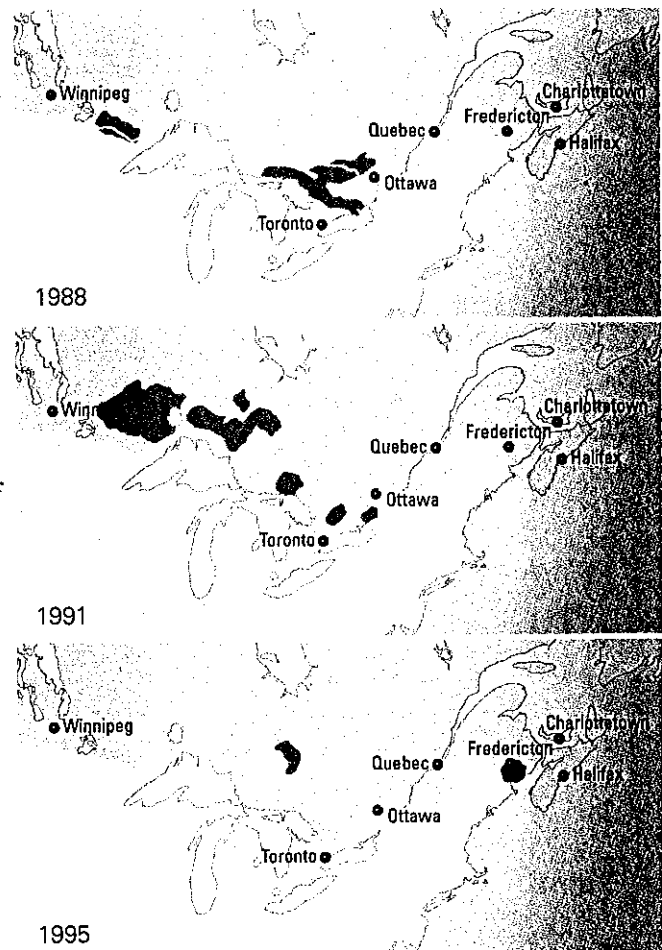 Winnipeg
Charlottetown
Quebec
Fredericton
Halifax
Ottawa
Toronto
1988
Winn
Charlottetown
Quebec
Fredericton
Halifax
Ottawa
Toronto
1991
Winnipeg
Charlottetown
Quebec
Fredericton
Halifax
Ottawa
Toronto
1995